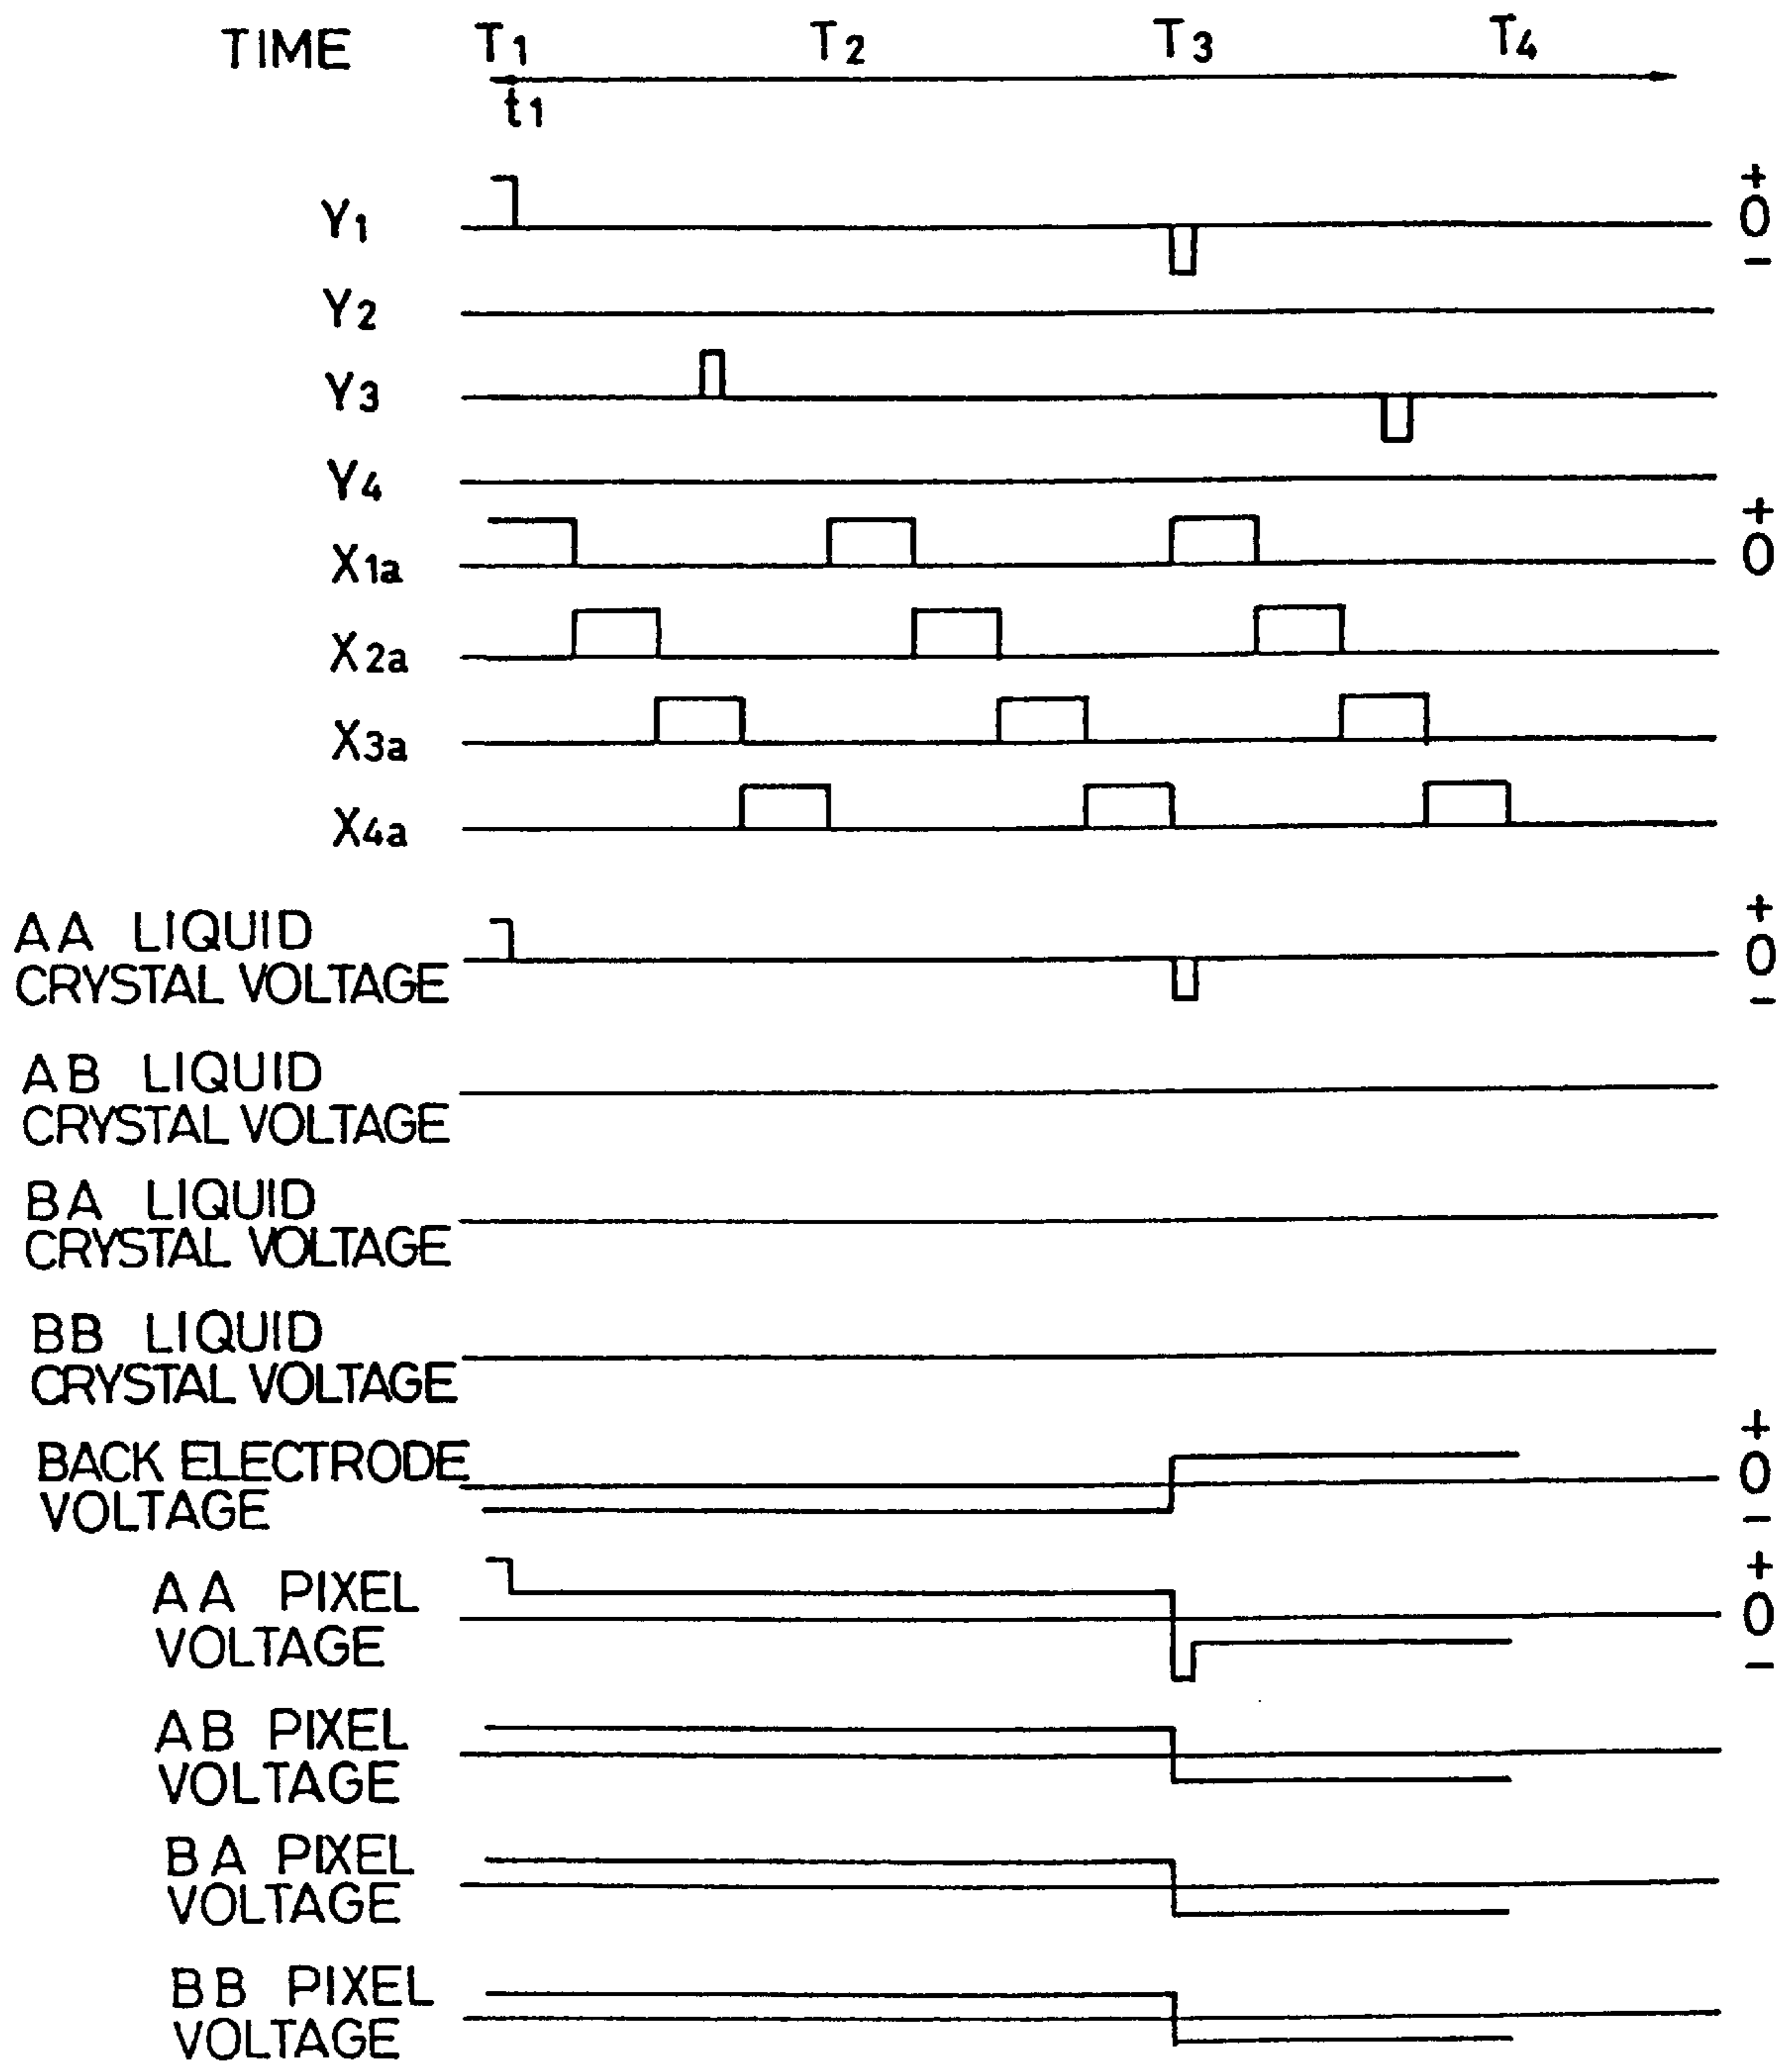 TIME T1 T2 T3 T4
t1
+
Y1 0
-
Y2
Y3
Y4
+
X1a 0
X2a
X3a
X4a
+
AA LIQUID
CRYSTAL VOLTAGE 0
-
AB LIQUID
CRYSTAL VOLTAGE
BA LIQUID
CRYSTAL VOLTAGE
BB LIQUID
CRYSTAL VOLTAGE
+
BACK ELECTRODE 0
VOLTAGE -
AA PIXEL +
VOLTAGE 0
-
AB PIXEL
VOLTAGE
BA PIXEL
VOLTAGE
BB PIXEL
VOLTAGE